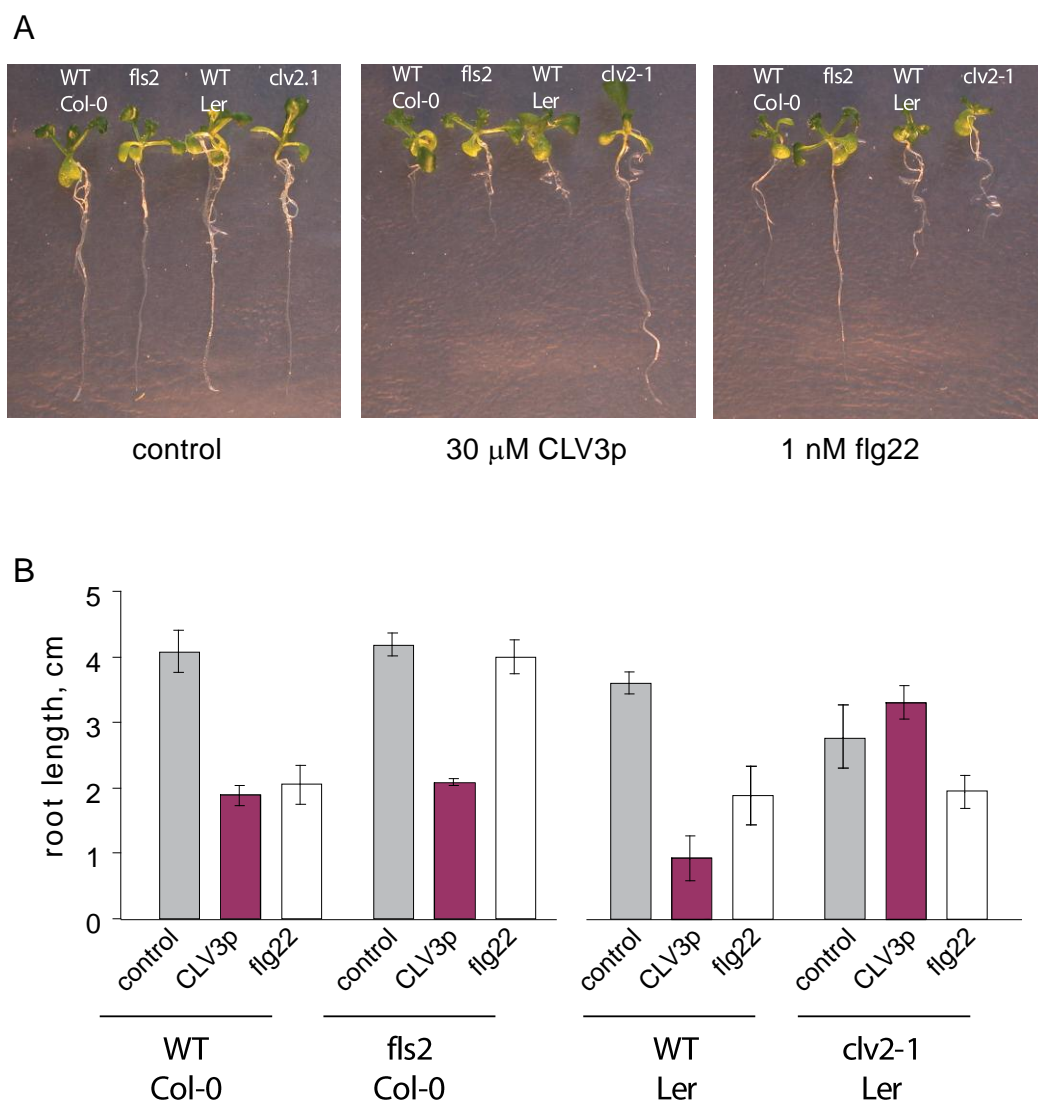 A
WT
Col-0
fls2
WT
Ler
clv2.1
WT
Col-0
fls2
WT
Ler
clv2-1
WT
Col-0
fls2
WT
Ler
clv2-1
control
30 μM CLV3p
1 nM flg22
B
root length, cm
5
4
3
2
1
0
control
CLV3p
flg22
control
CLV3p
flg22
control
CLV3p
flg22
control
CLV3p
flg22
WT
Col-0
fls2
Col-0
WT
Ler
clv2-1
Ler